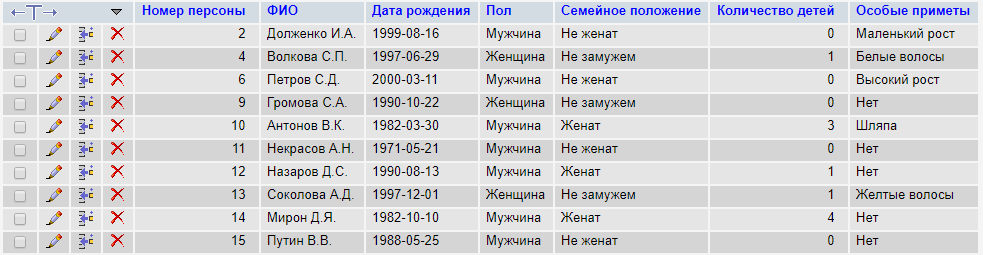 Номер персоны ФИО Дата рождения Пол Семейное положение Количество детей Особые приметы
2 Долженко И.А. 1999-08-16 Мужчина Не женат 0 Маленький рост
4 Волкова С.П. 1997-06-29 Женщина Не замужем 1 Белые волосы
6 Петров С.Д. 2000-03-11 Мужчина Не женат 0 Высокий рост
9 Громова С.А. 1990-10-22 Женщина Не замужем 0 Нет
10 Антонов В.К. 1982-03-30 Мужчина Женат 3 Шляпа
11 Некрасов А.Н. 1971-05-21 Мужчина Не женат 0 Нет
12 Назаров Д.С. 1990-08-13 Мужчина Женат 1 Нет
13 Соколова А.Д. 1997-12-01 Женщина Не замужем 1 Желтые волосы
14 Мирон Д.Я. 1982-10-10 Мужчина Женат 4 Нет
15 Путин В.В. 1988-05-25 Мужчина Не женат 0 Нет